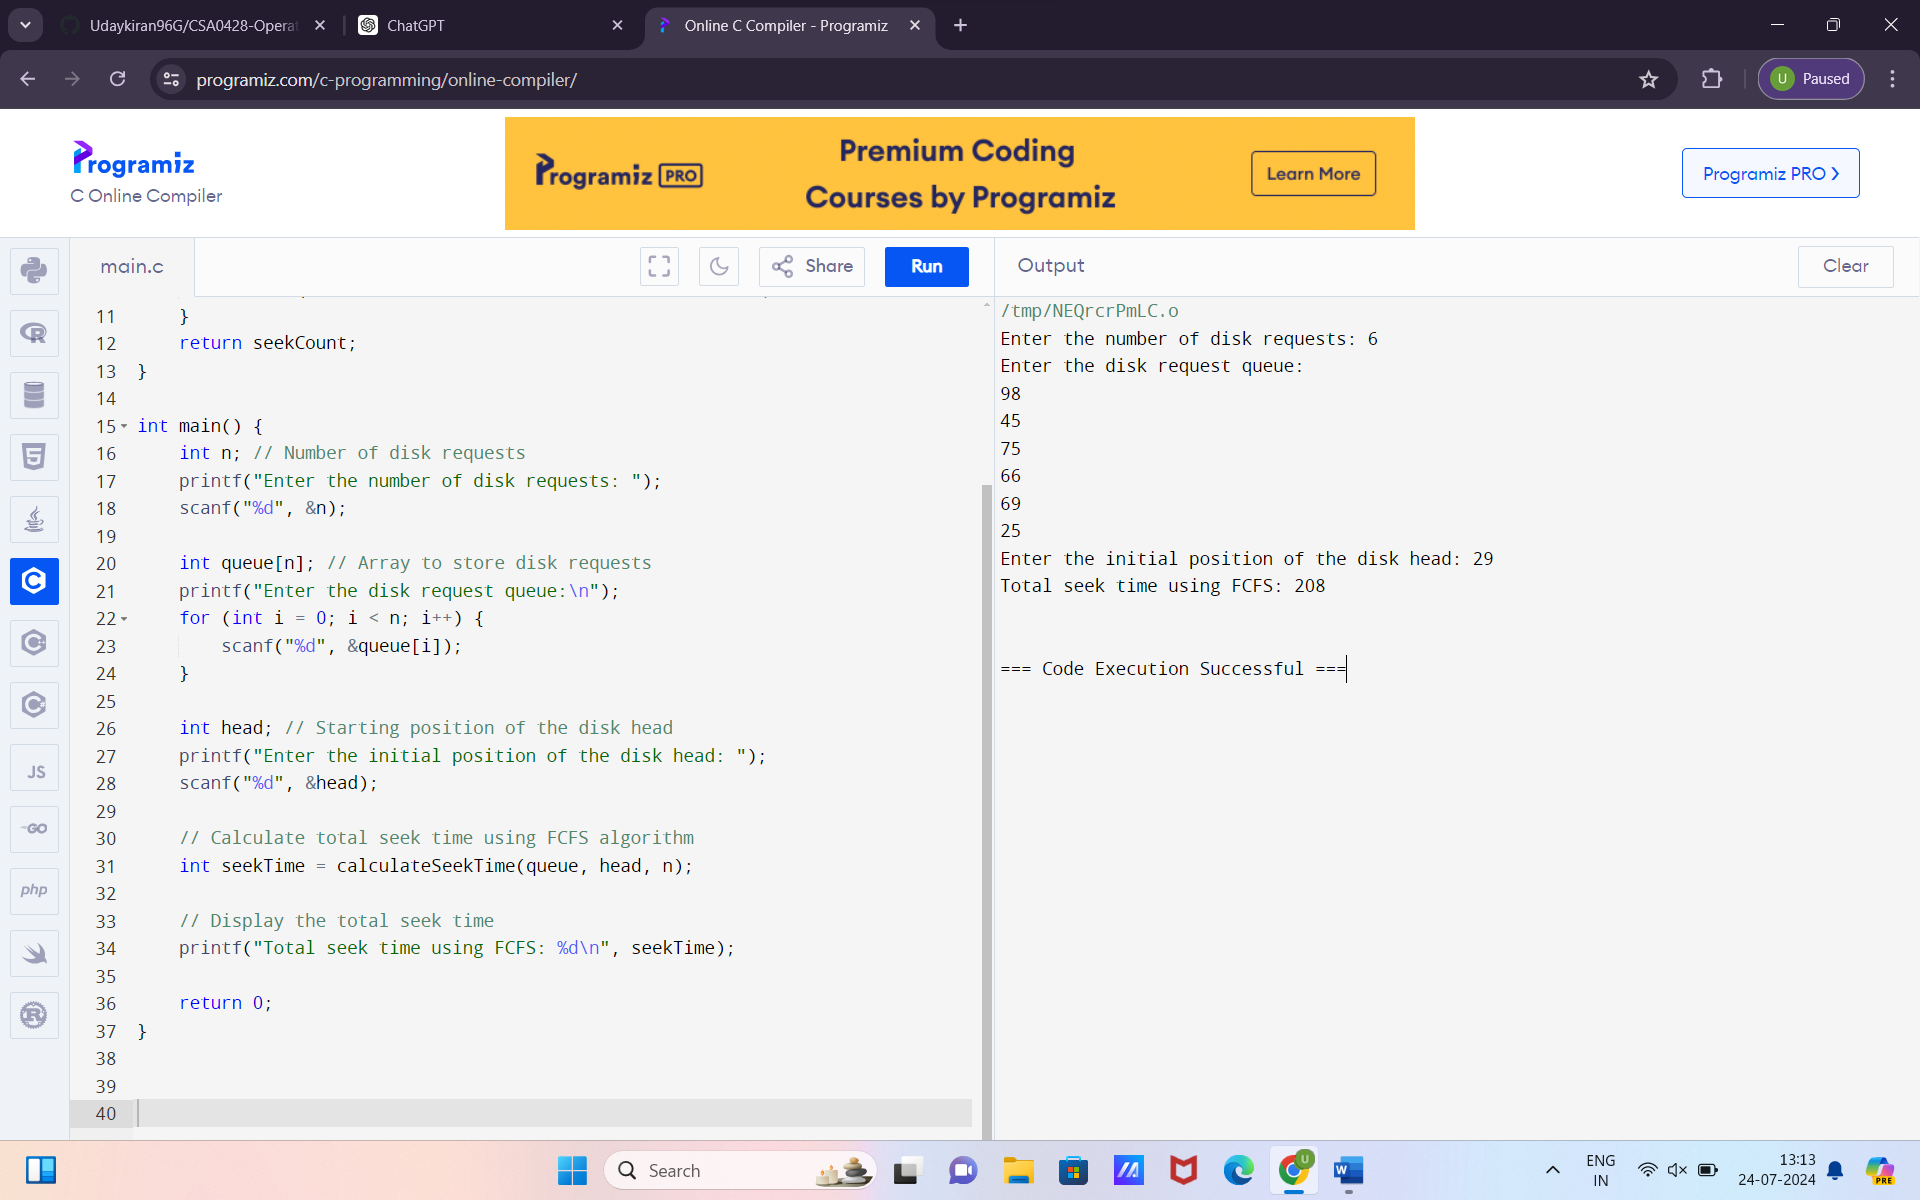 Udaykiran96G/CSA0428-Opera
ChatGPT
Online C Compiler - Programiz
programiz.com/c-programming/online-compiler/
U
Paused
Programiz
C Online Compiler
Programiz PRO
Premium Coding
Courses by Programiz
Learn More
Programiz PRO
main.c
Share
Run
Output
Clear
11 }
12 return seekCount;
13 }
14
15 int main() {
16 int n; // Number of disk requests
17 printf("Enter the number of disk requests: ");
18 scanf("%d", &n);
19
20 int queue[n]; // Array to store disk requests
21 printf("Enter the disk request queue:\n");
22 for (int i = 0; i < n; i++) {
23 scanf("%d", &queue[i]);
24 }
25
26 int head; // Starting position of the disk head
27 printf("Enter the initial position of the disk head: ");
28 scanf("%d", &head);
29
30 // Calculate total seek time using FCFS algorithm
31 int seekTime = calculateSeekTime(queue, head, n);
32
33 // Display the total seek time
34 printf("Total seek time using FCFS: %d\n", seekTime);
35
36 return 0;
37 }
38
39
40
/tmp/NEQrcrPmLC.o
Enter the number of disk requests: 6
Enter the disk request queue:
98
45
75
66
69
25
Enter the initial position of the disk head: 29
Total seek time using FCFS: 208
=== Code Execution Successful ===
JS
GO
php
Search
U
ENG
IN
13:13
24-07-2024
PRE